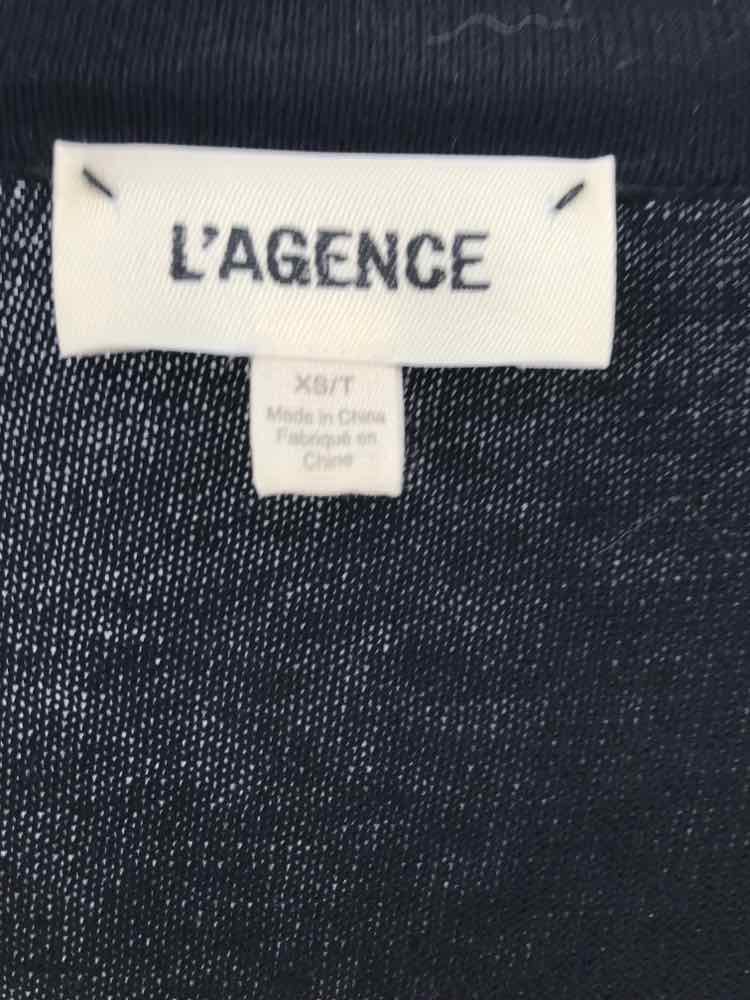 L'AGENCE
XS/T
Made in China
Fabriqué en
Chine